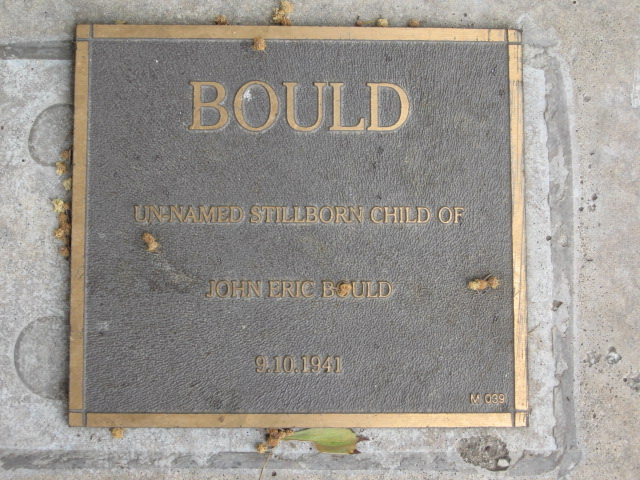 BOULD
UN-NAMED STILLBORN CHILD OF
JOHN ERIC BOULD
9.10.1941
M 039